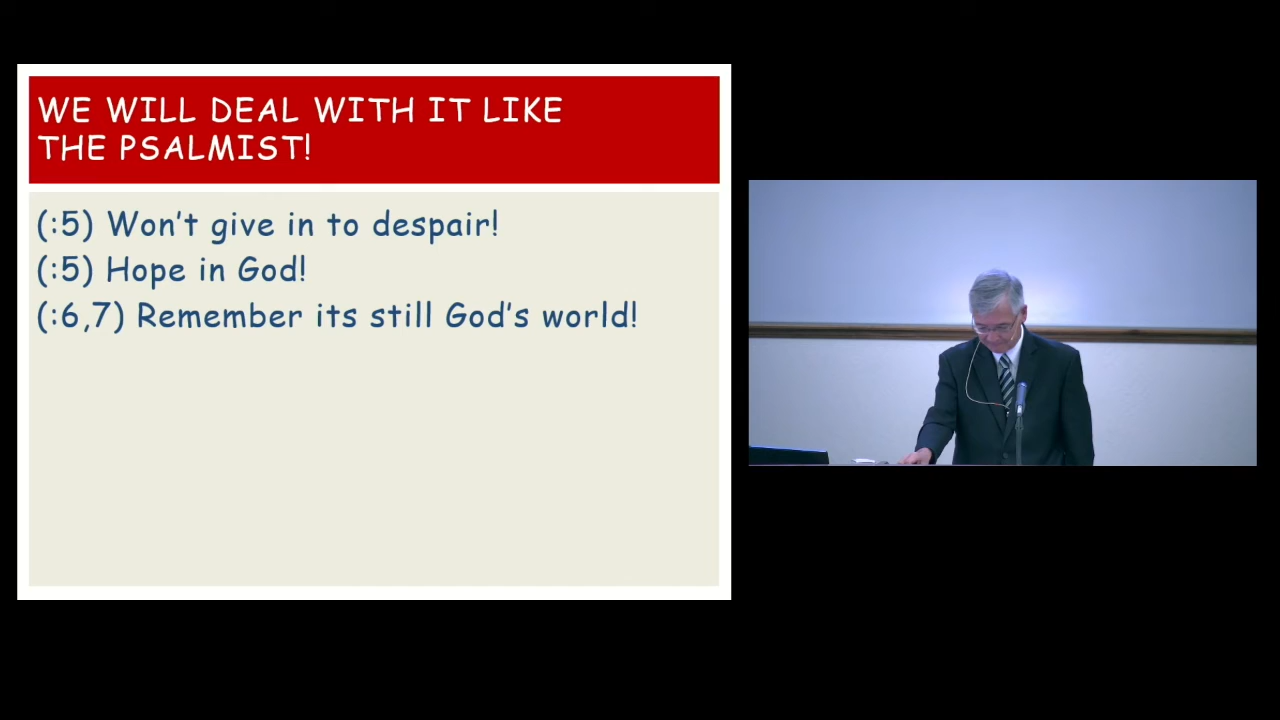 WE WILL DEAL WITH IT LIKE
THE PSALMIST!
(:5) Won't give in to despair!
(:5) Hope in God!
(:6,7) Remember its still God's world!